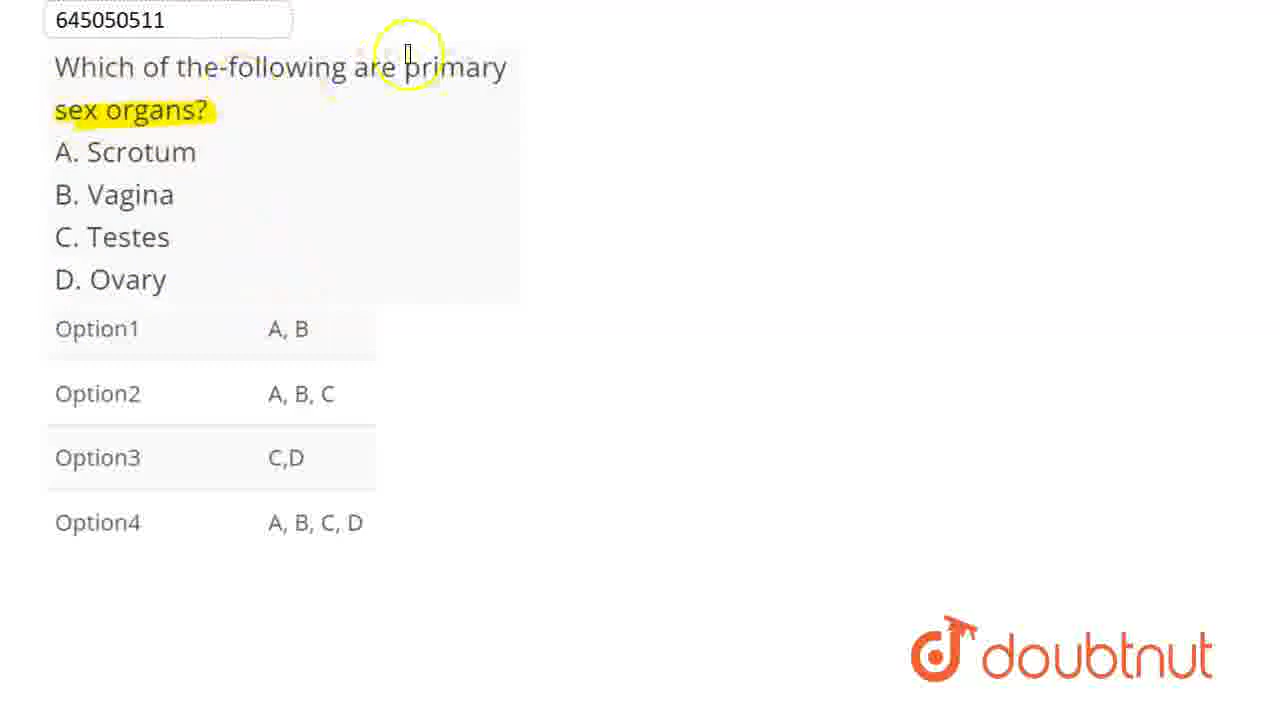 645050511
Which of the-following are primary
sex organs?
A. Scrotum
B. Vagina
C. Testes
D. Ovary
Option1 A, B
Option2 A, B, C
Option3 C,D
Option4 A, B, C, D
doubtnut